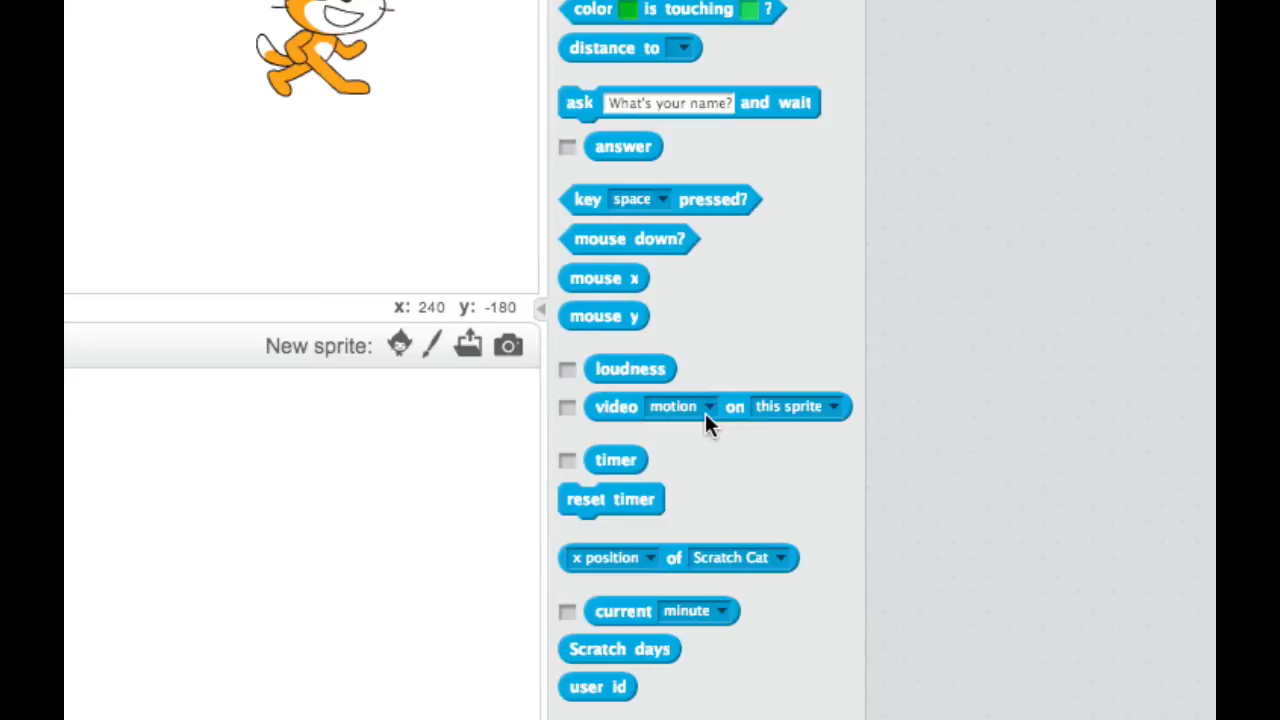 color is touching ?
distance to
ask What's your name? and wait
answer
key space pressed?
mouse down?
mouse x
mouse y
x: 240 y: -180
New sprite:
loudness
video motion on this sprite
timer
reset timer
x position of Scratch Cat
current minute
Scratch days
user id